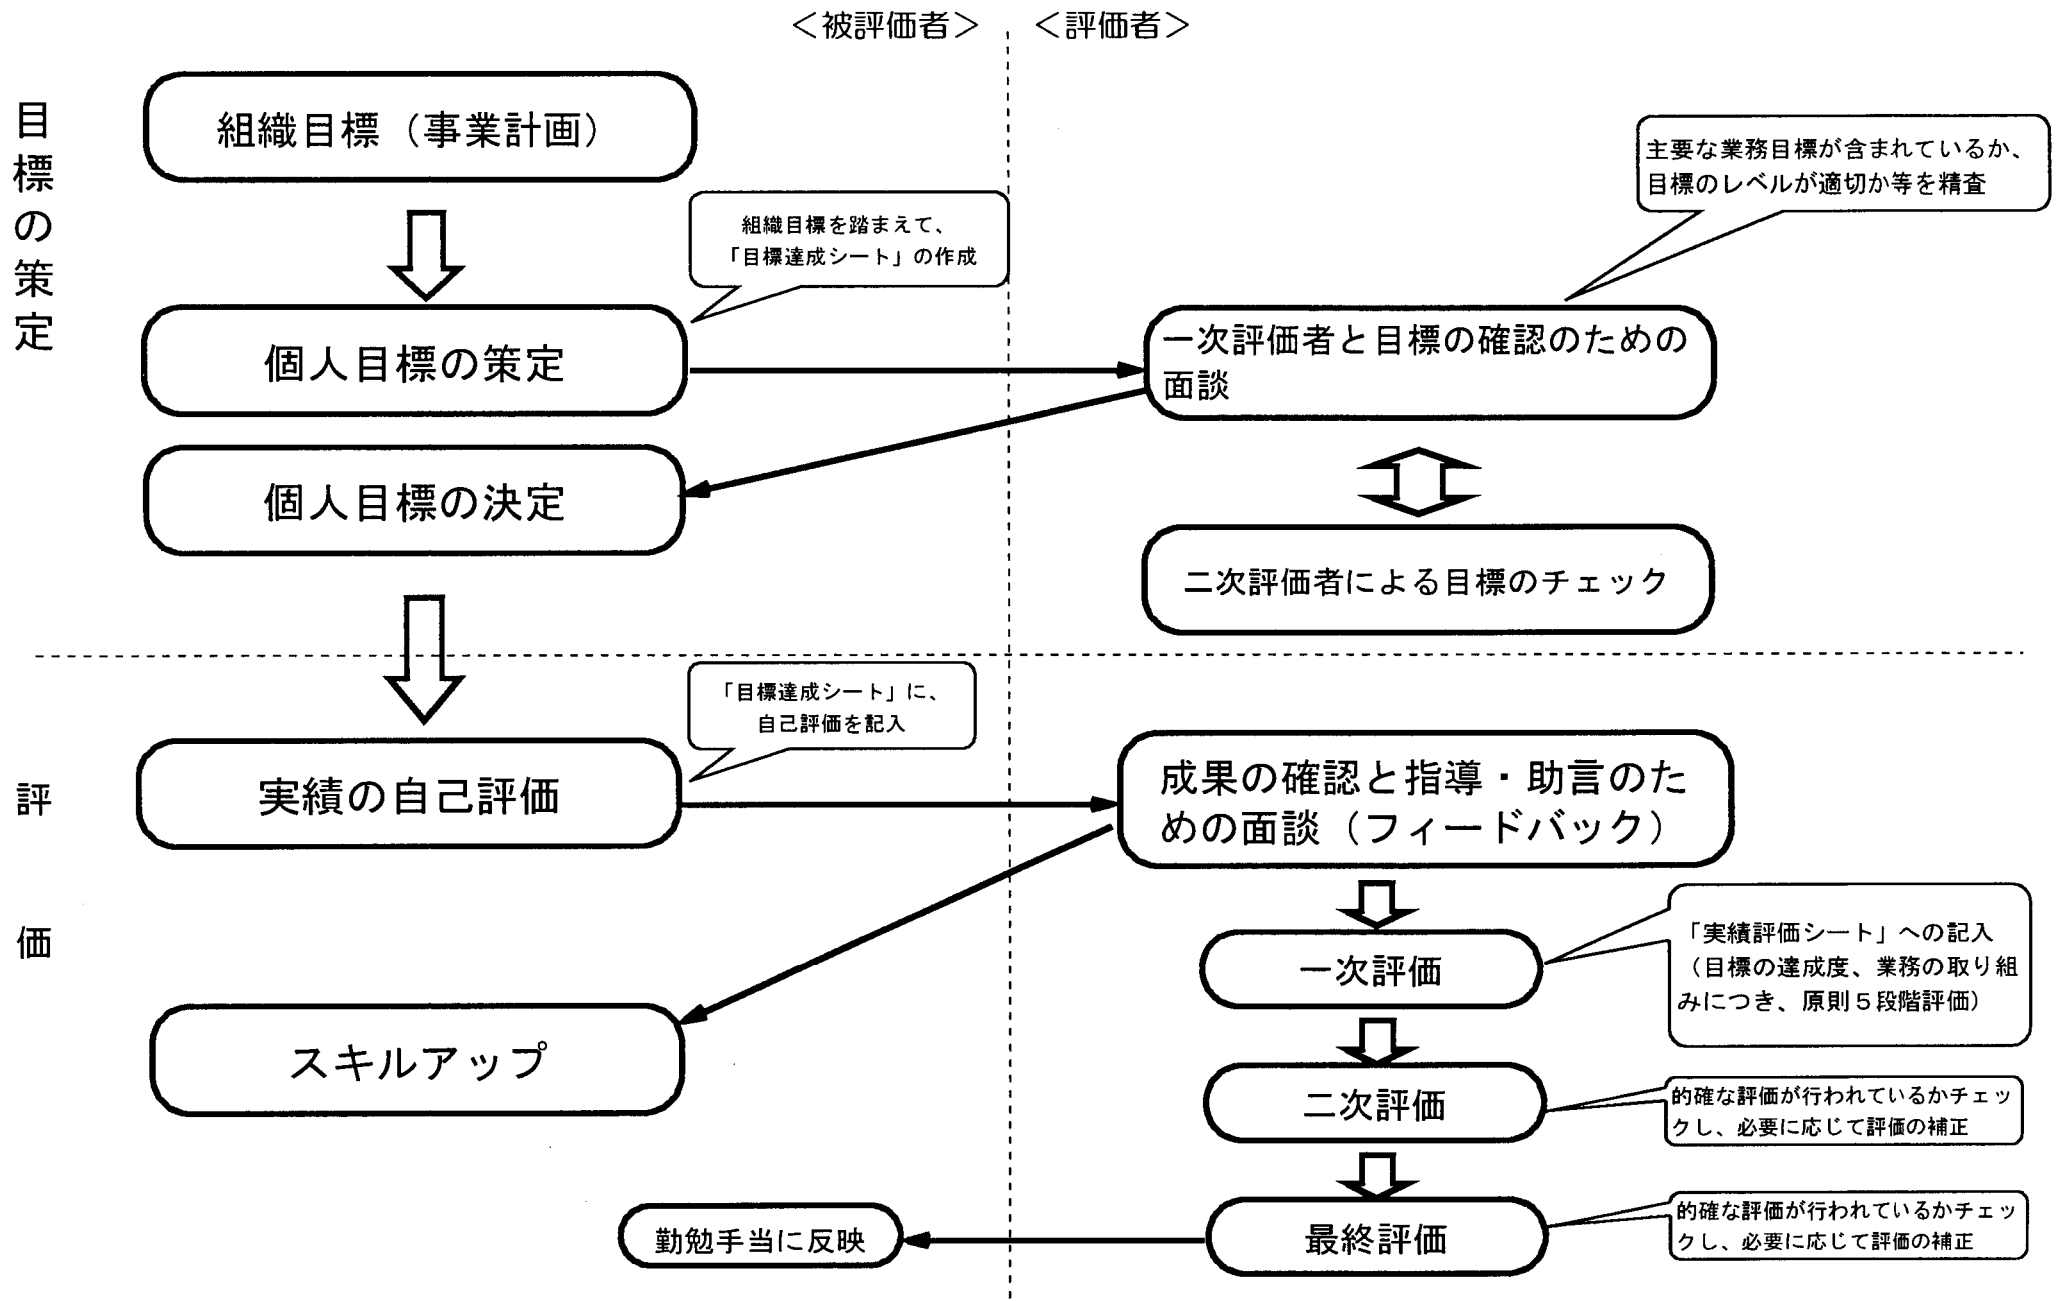 ＜被評価者＞
＜評価者＞
目標の策定
組織目標（事業計画）
主要な業務目標が含まれているか、
目標のレベルが適切か等を精査
組織目標を踏まえて、
「目標達成シート」の作成
個人目標の策定
一次評価者と目標の確認のための
面談
個人目標の決定
二次評価者による目標のチェック
評価
「目標達成シート」に、
自己評価を記入
実績の自己評価
成果の確認と指導・助言のた
めの面談（フィードバック）
一次評価
「実績評価シート」への記入
（目標の達成度、業務の取り組
みにつき、原則５段階評価）
スキルアップ
二次評価
的確な評価が行われているかチェッ
クし、必要に応じて評価の補正
勤勉手当に反映
最終評価
的確な評価が行われているかチェッ
クし、必要に応じて評価の補正